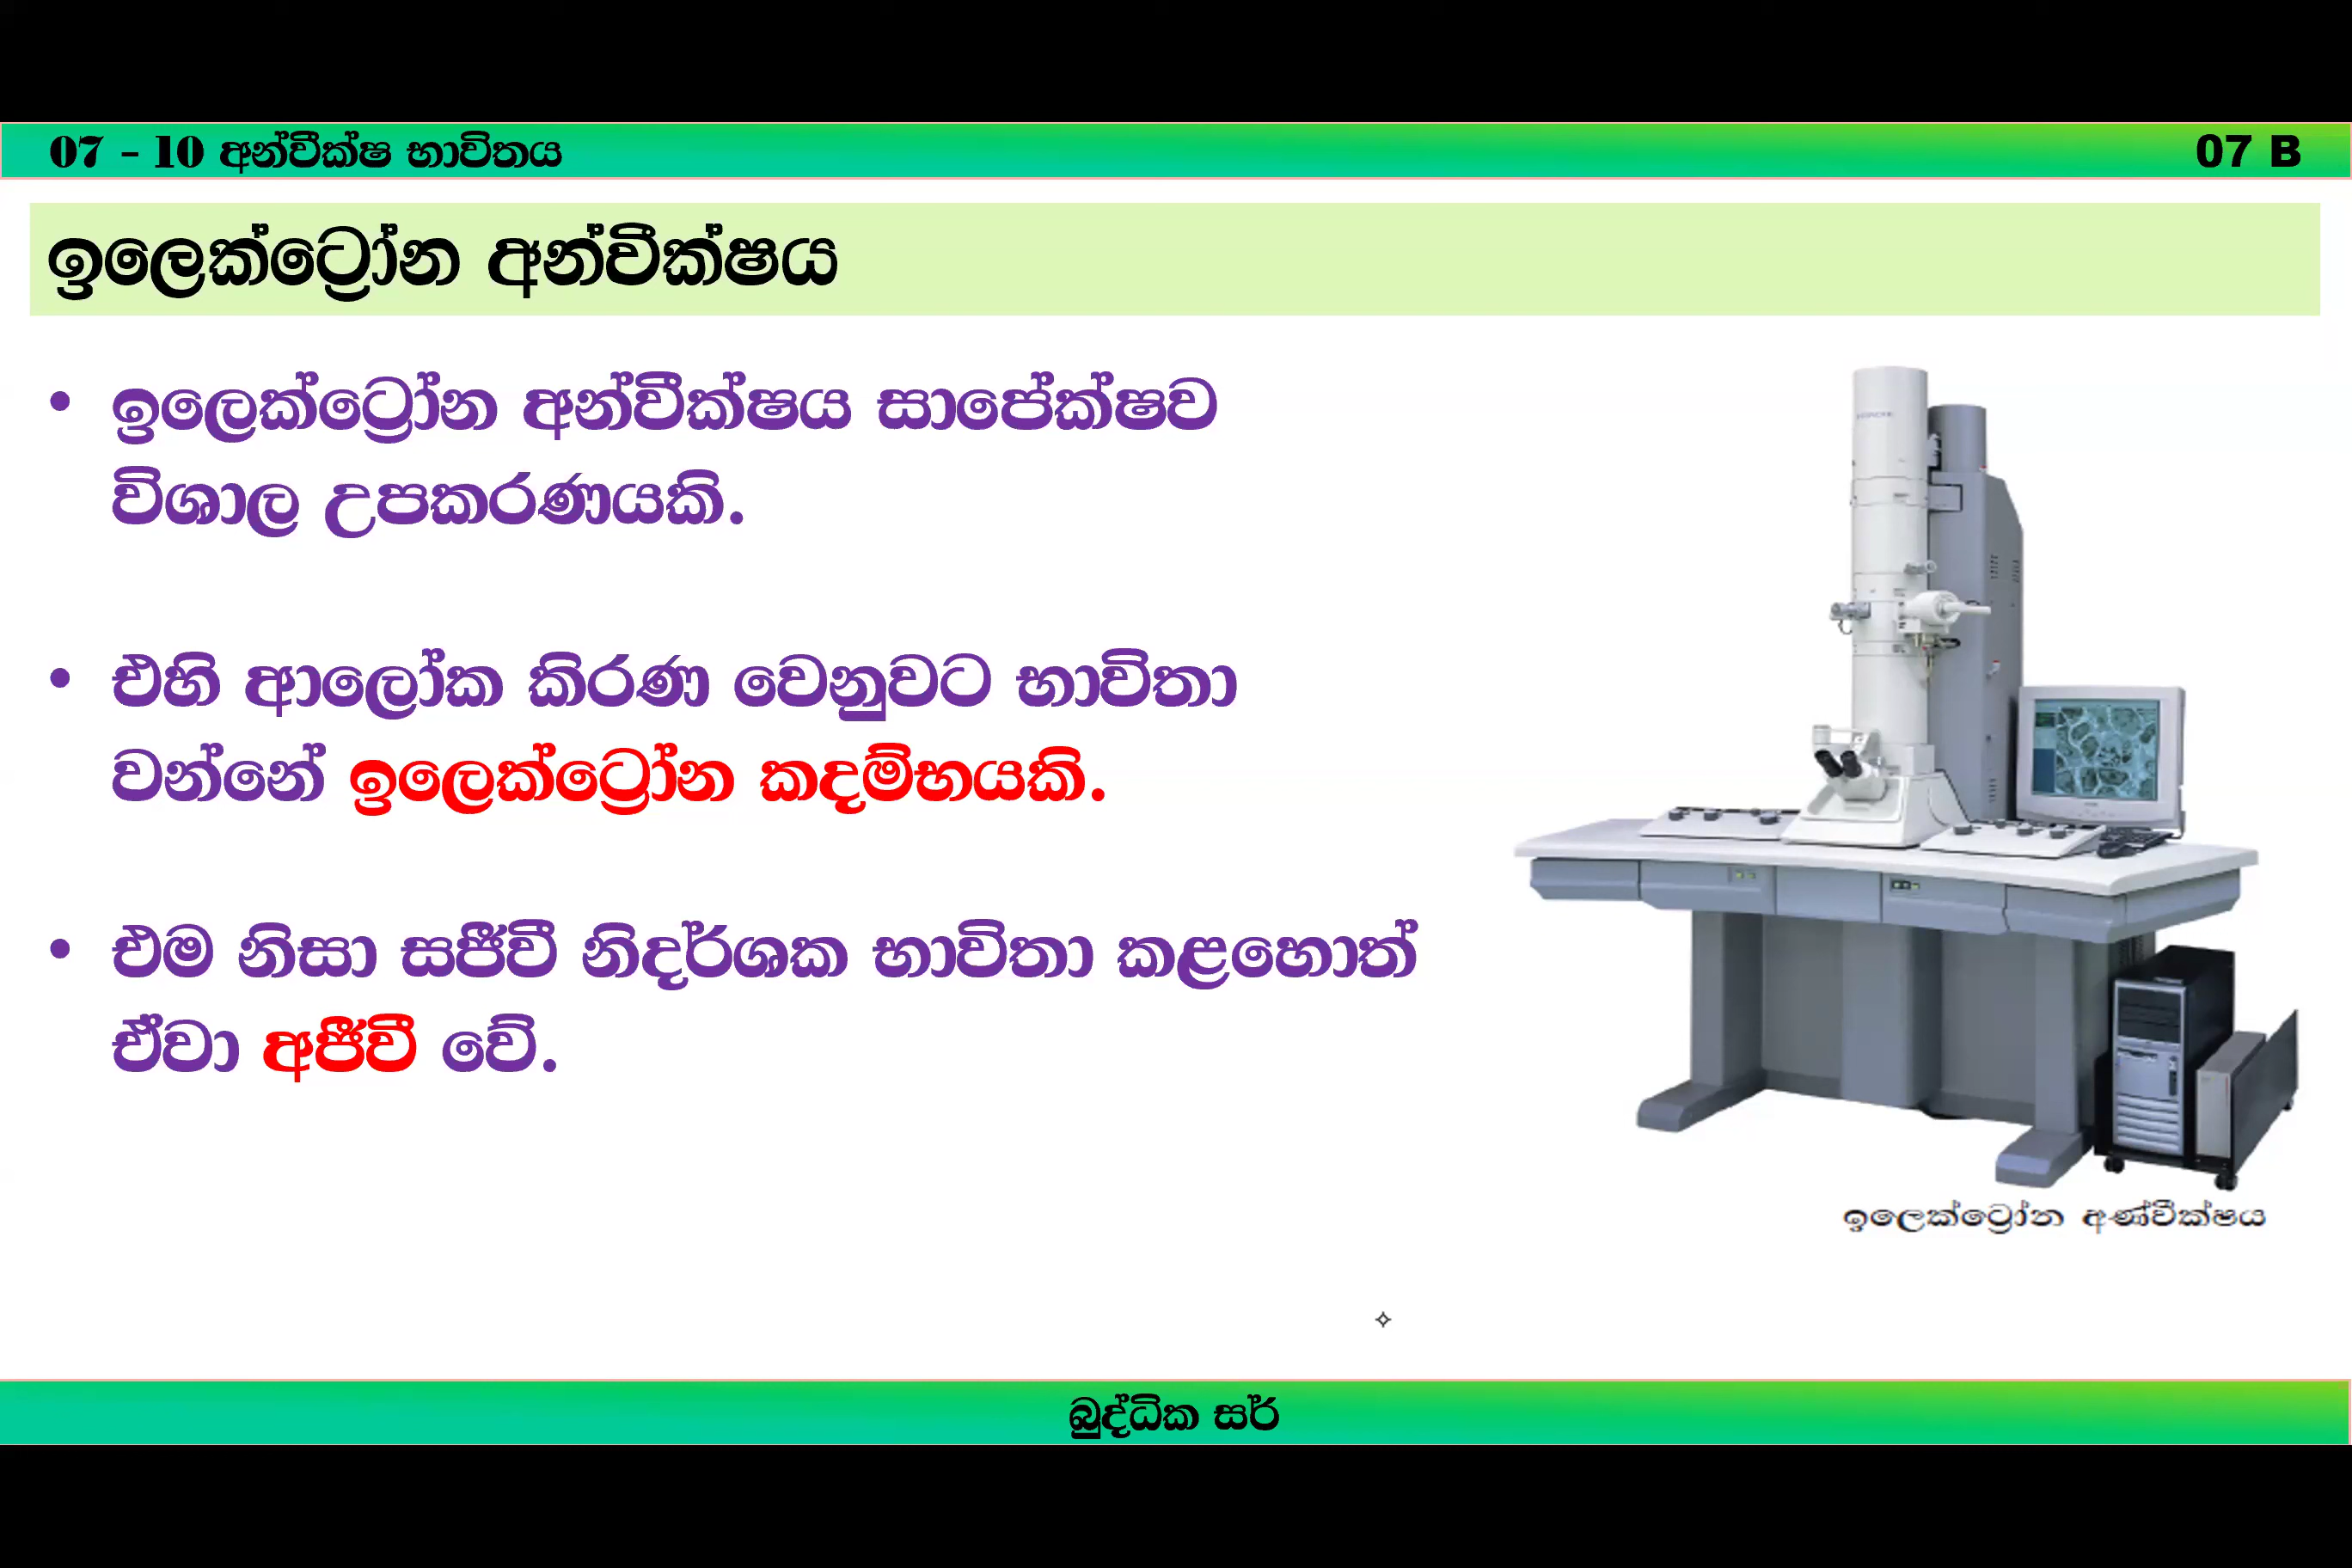 07 - 10 අන්වීක්ෂ භාවිතය
07 B
ඉලෙක්ට්‍රෝන අන්වීක්ෂය
• ඉලෙක්ට්‍රෝන අන්වීක්ෂය සාපේක්ෂව
විශාල උපකරණයකි.
• එහි ආලෝක කිරණ වෙනුවට භාවිතා
වන්නේ ඉලෙක්ට්‍රෝන කදම්භයකි.
• එම නිසා සජීවී නිදර්ශක භාවිතා කළහොත්
ඒවා අජීවී වේ.
ඉලෙක්ට්‍රෝන අණ්වීක්ෂය
බුද්ධික සර්